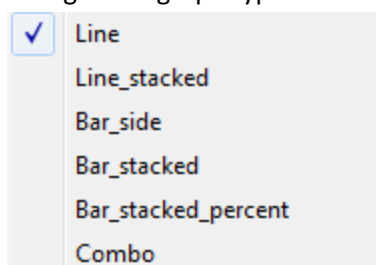 Line
Line_stacked
Bar_side
Bar_stacked
Bar_stacked_percent
Combo